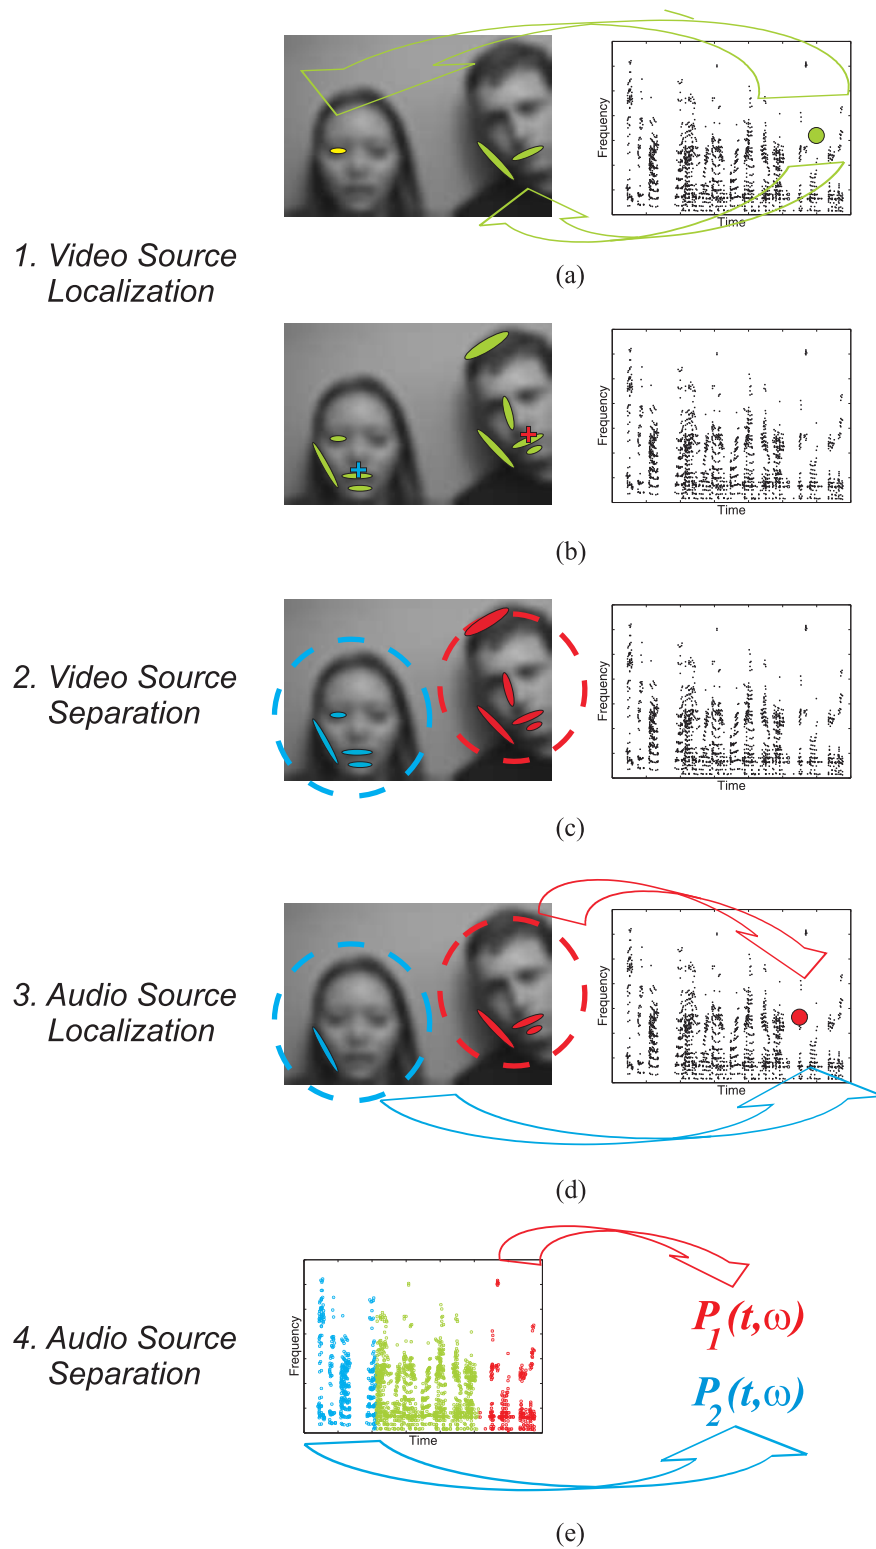 Frequency
Time
(a)
1. Video Source
Localization
Frequency
Time
(b)
2. Video Source
Separation
Frequency
Time
(c)
3. Audio Source
Localization
Frequency
(d)
4. Audio Source
Separation
Frequency
Time
P1(t,ω)
P2(t,ω)
(e)